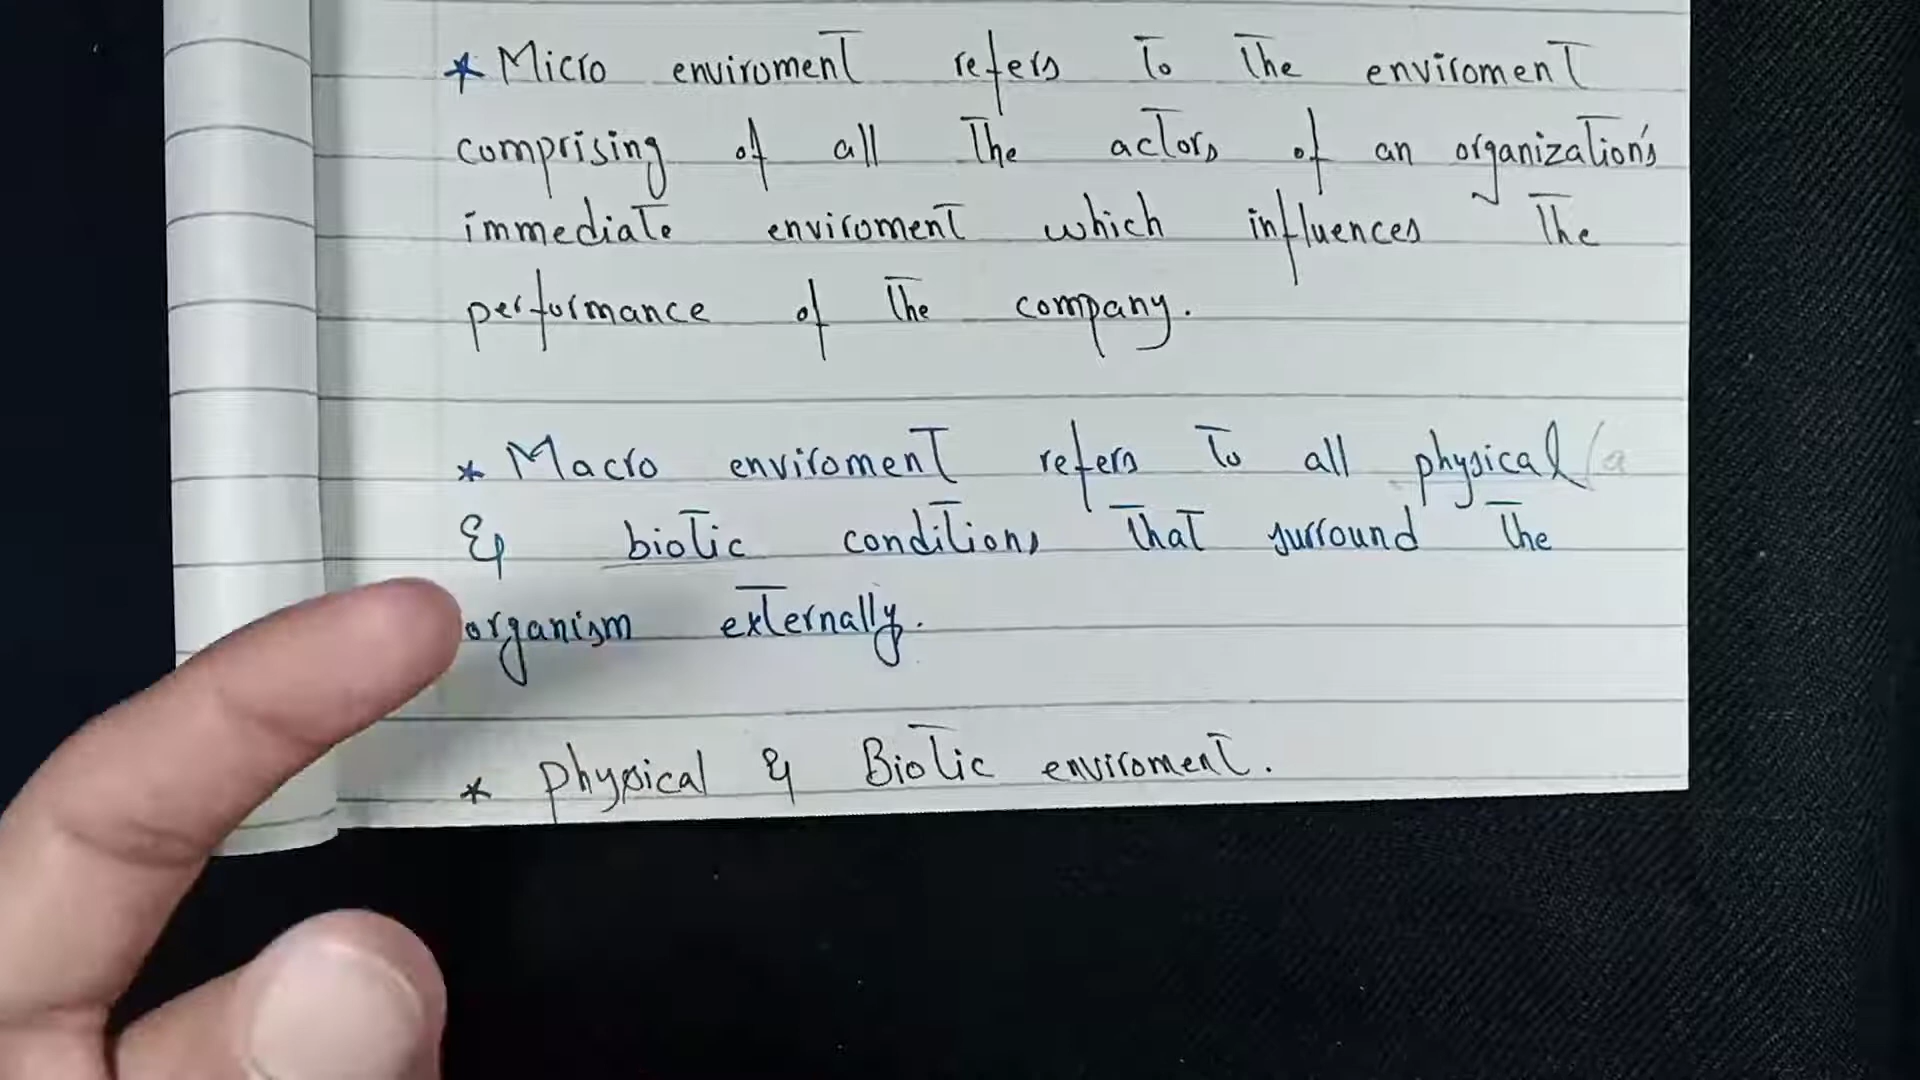 * Micro enviroment refers to the enviroment
comprising of all the actors of an organization's
immediate enviroment which influences the
performance of the company.
* Macro enviroment refers to all physical (a
& biotic conditions that surround the
organism externally.
* Physical & Biotic enviroment.